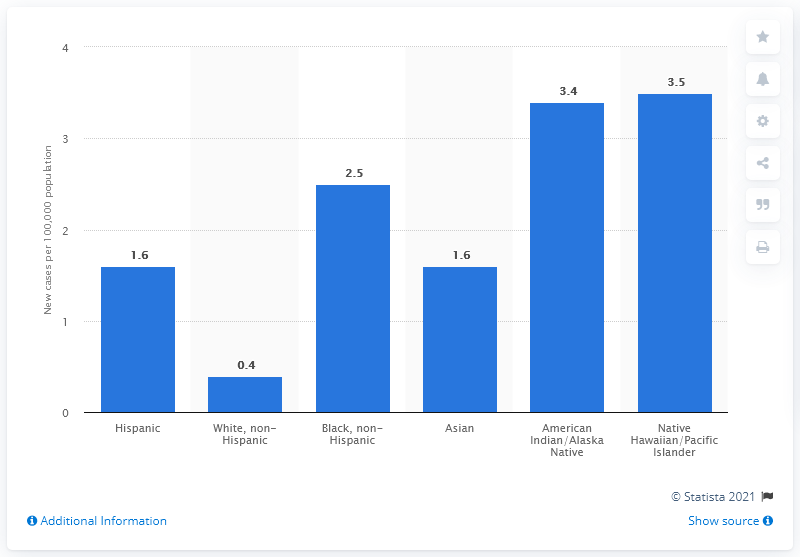 4
3
2
1
0
New cases per 100,000 population
1.6
0.4
2.5
1.6
3.4
3.5
Hispanic
White, non-
Hispanic
Black, non-
Hispanic
Asian
American
Indian/Alaska
Native
Native
Hawaiian/Pacific
Islander
© Statista 2021
Additional Information
Show source